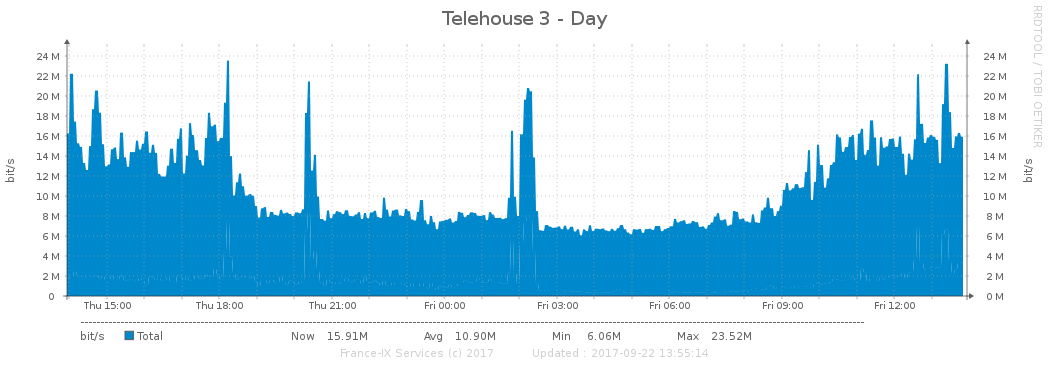 Telehouse 3 - Day
RRDTOOL / TOBI OETIKER
24 M 24 M
22 M 22 M
20 M 20 M
18 M 18 M
16 M 16 M
14 M 14 M
12 M 12 M
10 M 10 M
8 M 8 M
6 M 6 M
4 M 4 M
2 M 2 M
0 0 M
bit/s
bit/s
Thu 15:00 Thu 18:00 Thu 21:00 Fri 00:00 Fri 03:00 Fri 06:00 Fri 09:00 Fri 12:00
bit/s Total Now 15.91M Avg 10.90M Min 6.06M Max 23.52M
France-IX Services (c) 2017 Updated : 2017-09-22 13:55:14